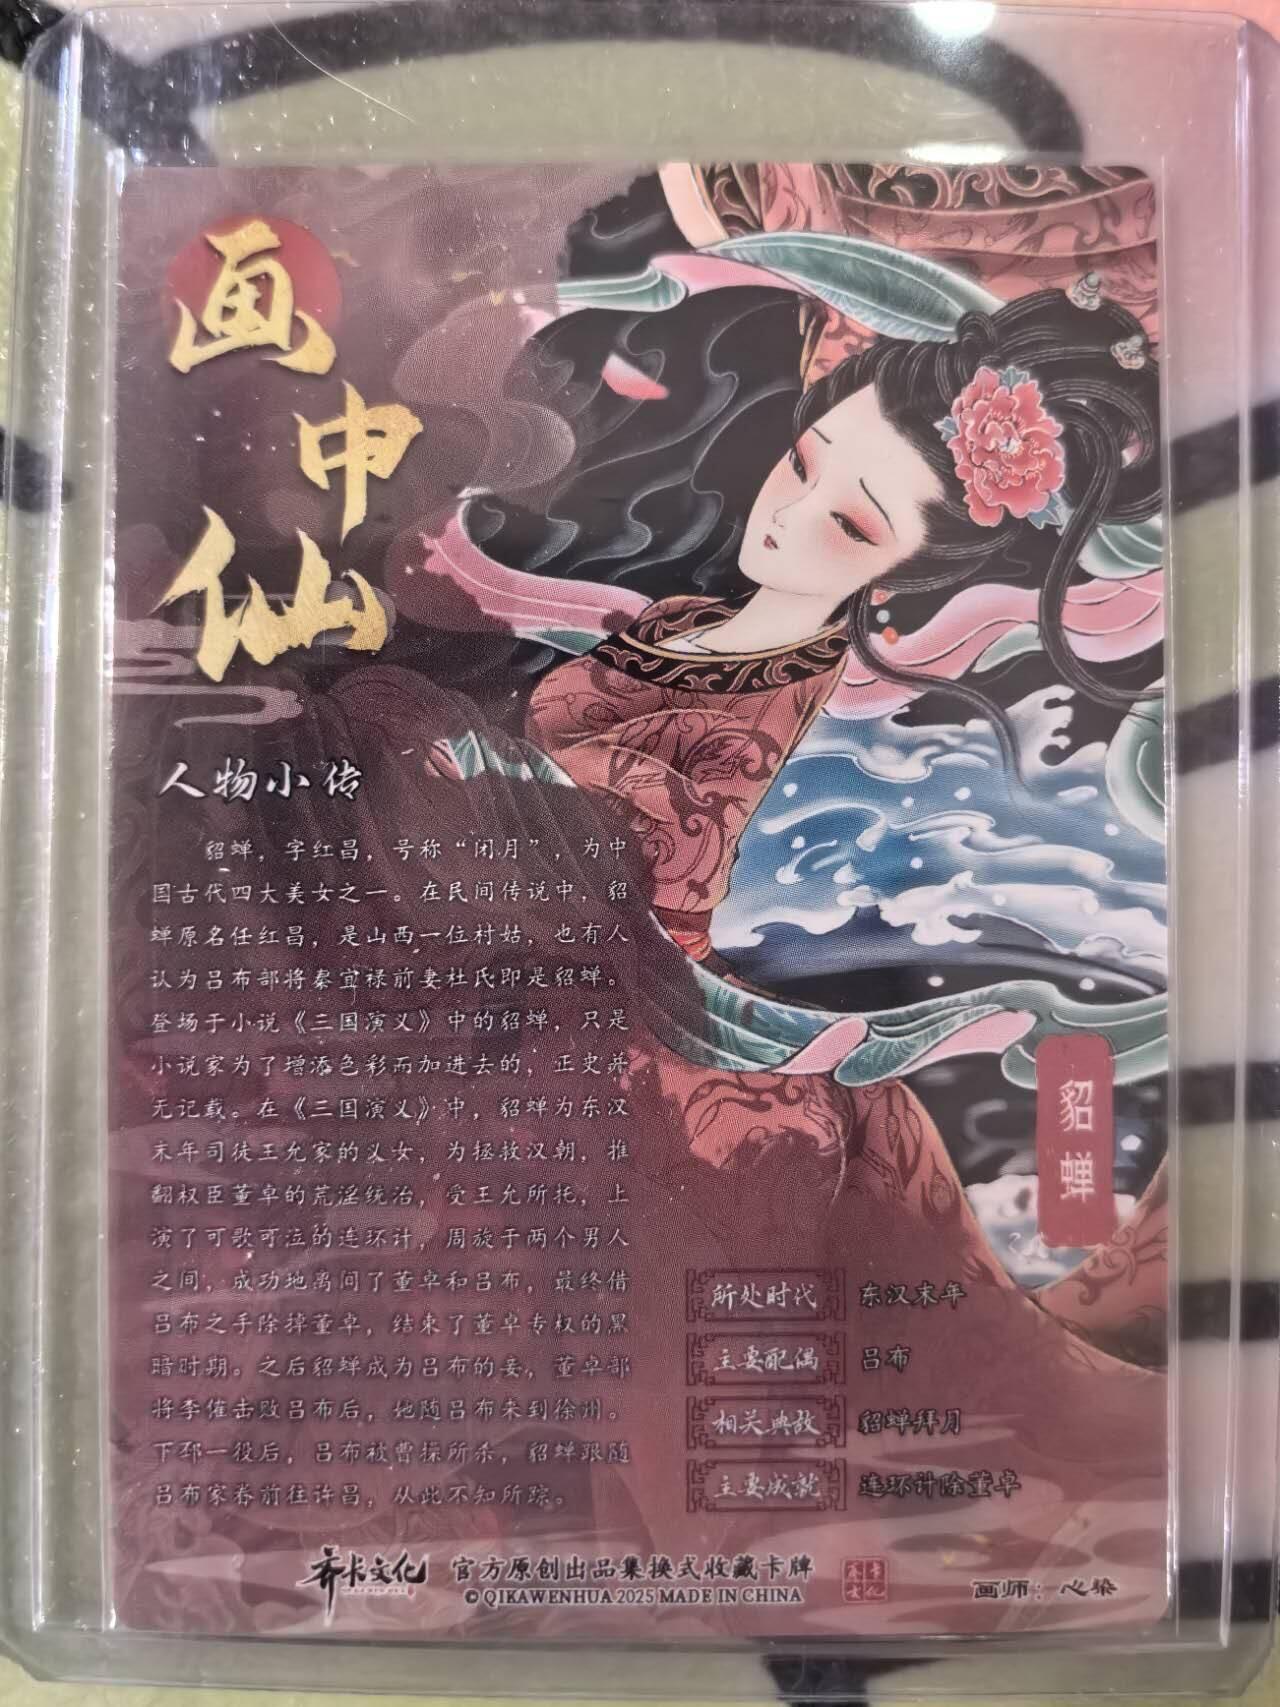 画中仙
人物小传
貂蝉，字红昌，号称“闭月”，为中
国古代四大美女之一。在民间传说中，貂
蝉原名任红昌，是山西一位村姑，也有人
认为吕布部将秦宜禄前妻杜氏即是貂蝉。
登场于小说《三国演义》中的貂蝉，只是
小说家为了增添色彩而加进去的，正史并
无记载。在《三国演义》中，貂蝉为东汉
末年司徒王允家的义女，为拯救汉朝，推
翻权臣董卓的荒淫统治，受王允所托，上
演了可歌可泣的连环计，周旋于两个男人
之间，成功地离间了董卓和吕布，最终借
吕布之手除掉董卓，结束了董卓专权的黑
暗时期。之后貂蝉成为吕布的妾，董卓部
将李傕击败吕布后，她随吕布来到徐州。
下邳一役后，吕布被曹操所杀，貂蝉跟随
吕布家眷前往许昌，从此不知所踪。
貂蝉
所处时代 东汉末年
主要配偶 吕布
相关典故 貂蝉拜月
主要成就 连环计除董卓
齐卡文化 官方原创出品集换式收藏卡牌
© QIKAWENHUA 2025 MADE IN CHINA
画师：心染